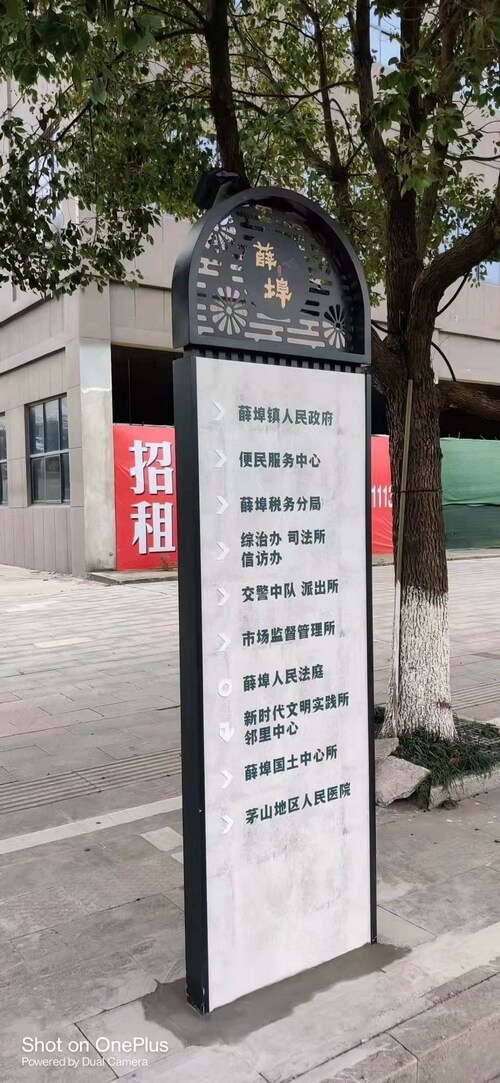 薛埠
薛埠镇人民政府
便民服务中心
薛埠税务分局
综治办 司法所
信访办
交警中队 派出所
市场监督管理所
薛埠人民法庭
新时代文明实践所
邻里中心
薛埠国土中心所
茅山地区人民医院
招租
1113
Shot on OnePlus
Powered by Dual Camera